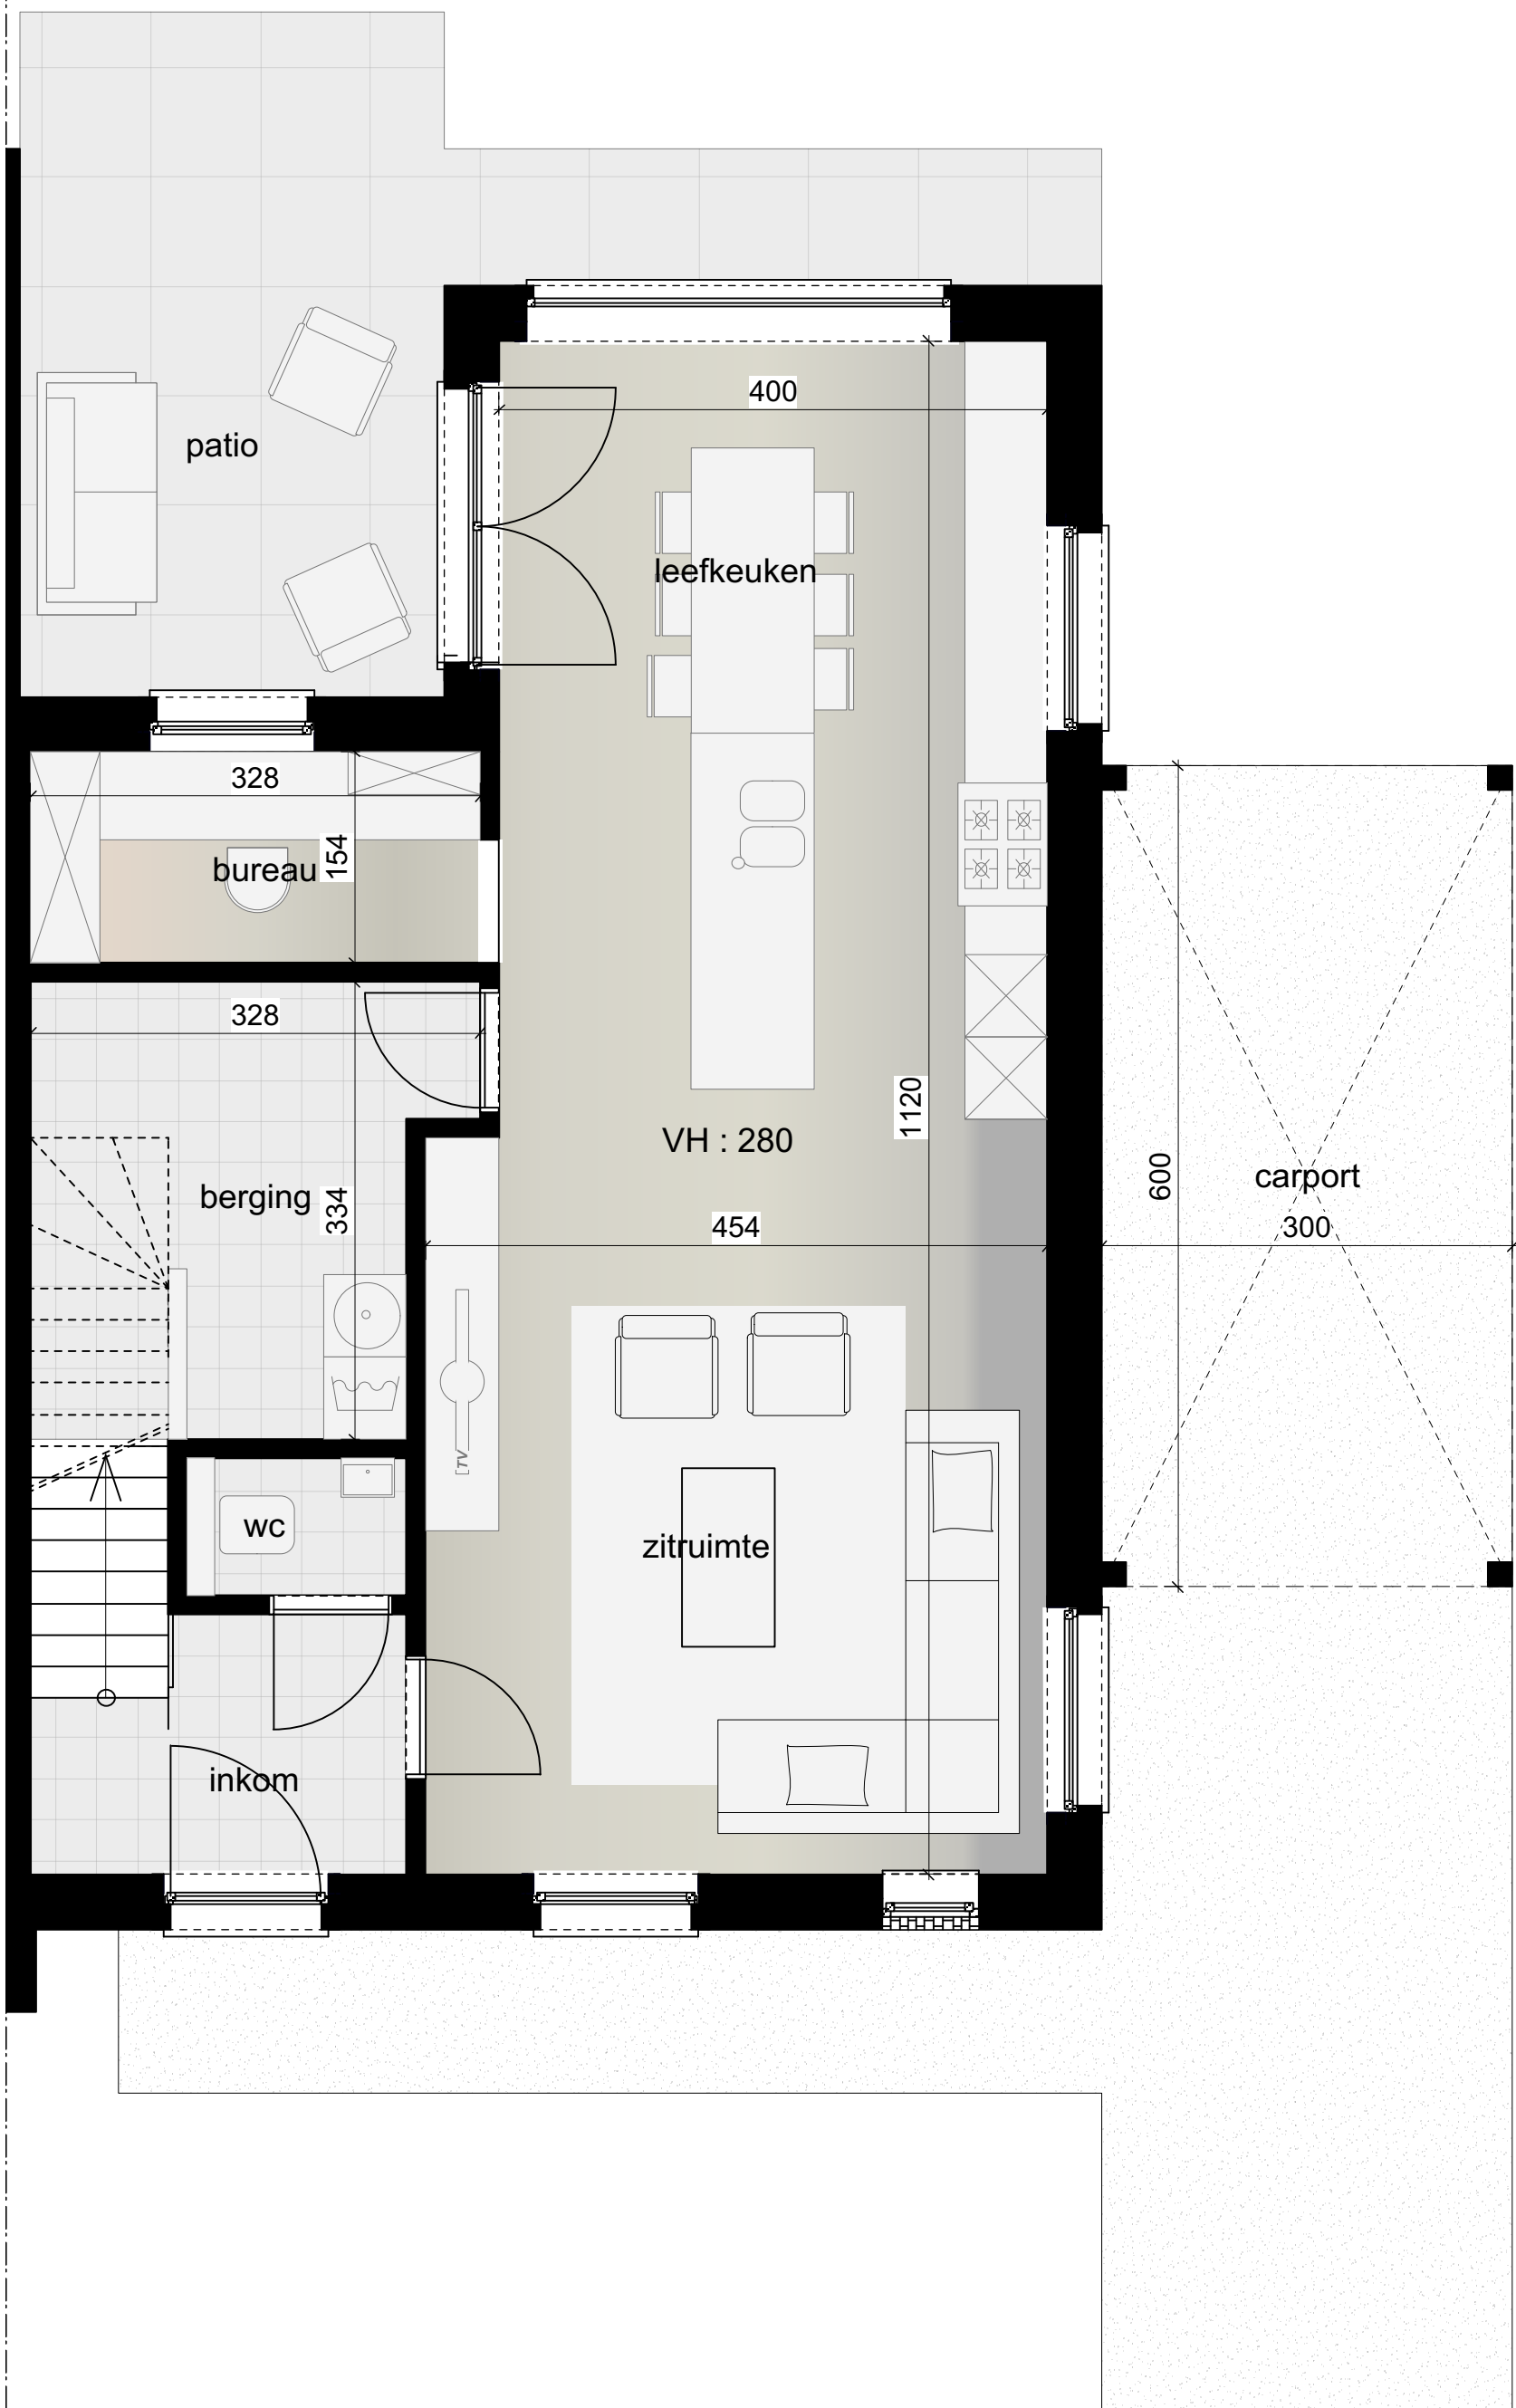 400
patio
leefkeuken
328
154
bureau
328
1120
VH : 280
600
carport
berging
334
454
300
TV
wc
zitruimte
inkom